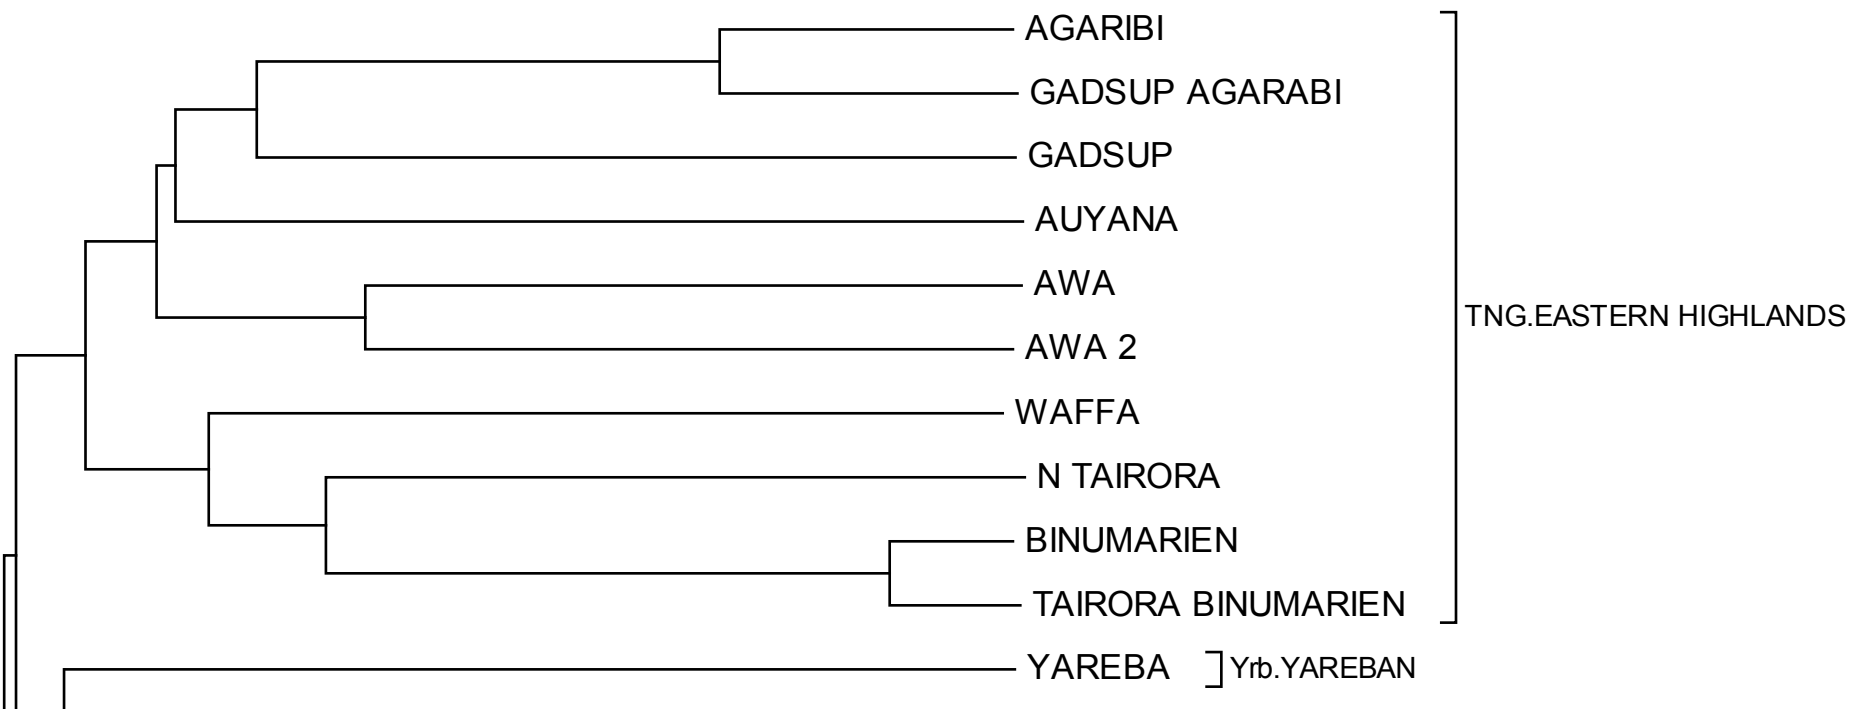 AGARIBI
GADSUP AGARABI
GADSUP
AUYANA
AWA
TNG.EASTERN HIGHLANDS
AWA 2
WAFFA
N TAIRORA
BINUMARIEN
TAIRORA BINUMARIEN
YAREBA Yrb.YAREBAN